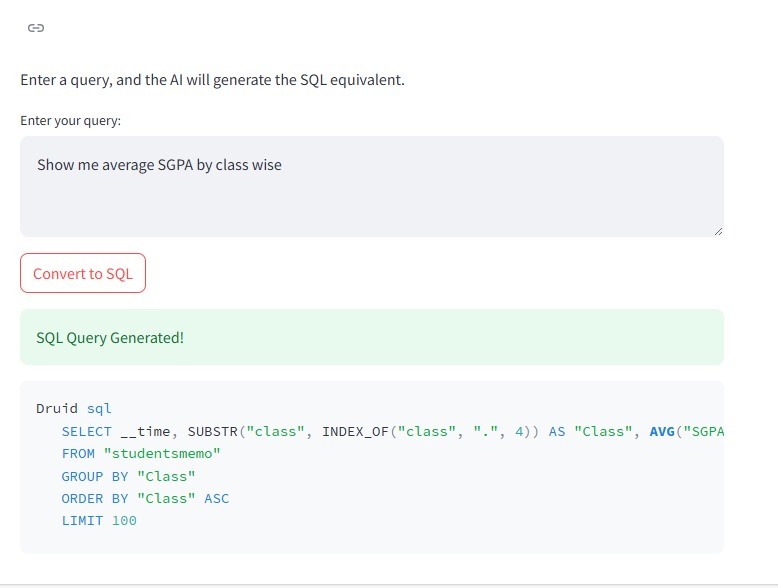 Enter a query, and the AI will generate the SQL equivalent.
Enter your query:
Show me average SGPA by class wise
Convert to SQL
SQL Query Generated!
Druid sql
SELECT __time, SUBSTR("class", INDEX_OF("class", ".", 4)) AS "Class", AVG("SGPA
FROM "studentsmemo"
GROUP BY "Class"
ORDER BY "Class" ASC
LIMIT 100